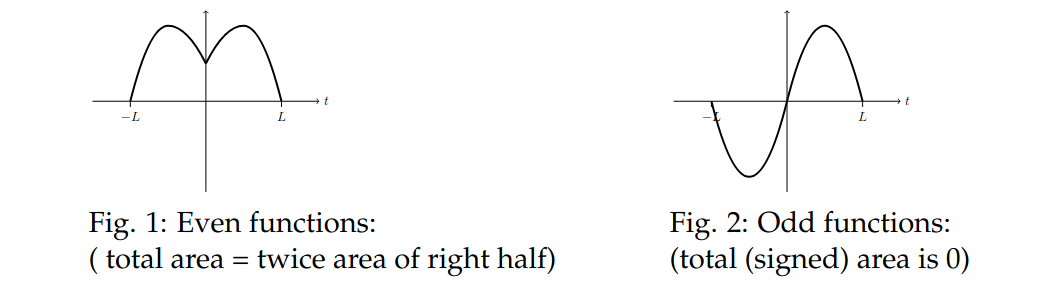 t
−L
L
t
−L
L
Fig. 1: Even functions:
( total area = twice area of right half)
Fig. 2: Odd functions:
(total (signed) area is 0)